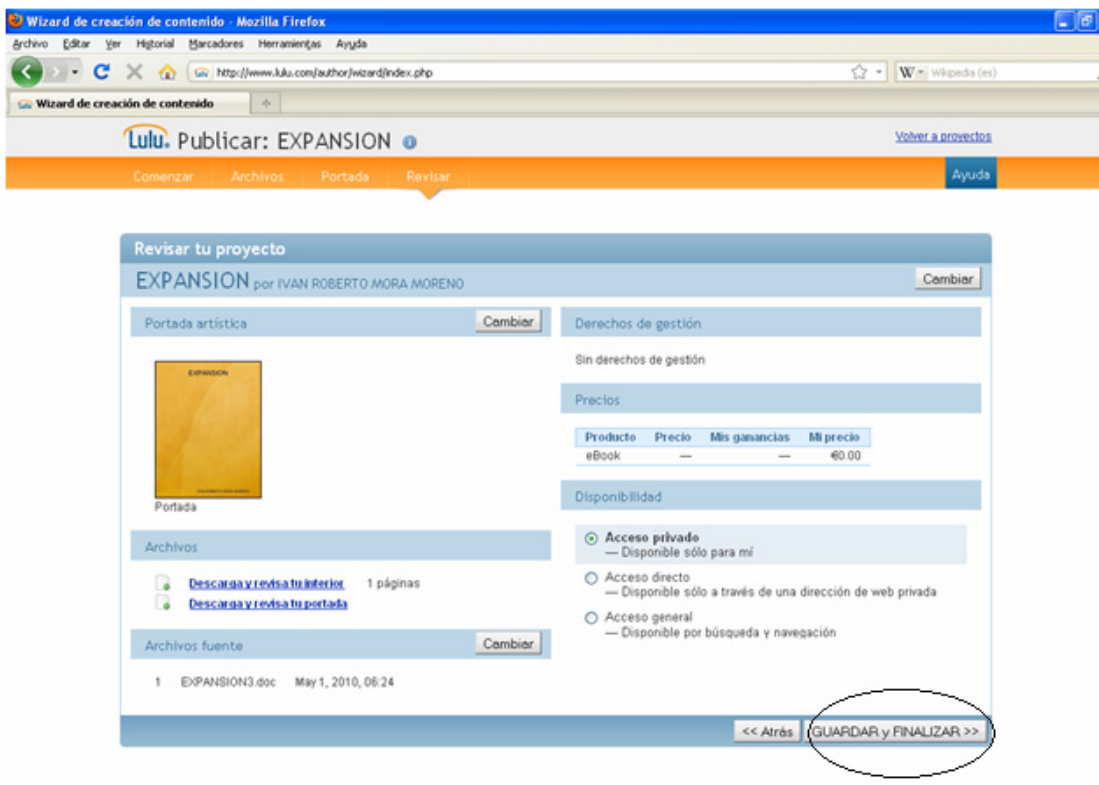 Wizard de creación de contenido - Mozilla Firefox
Archivo Editar Ver Historial Marcadores Herramientas Ayuda
http://www.lulu.com/author/wizard/index.php W Wikipedia (es)
Wizard de creación de contenido
Lulu. Publicar: EXPANSION
Volver a proyectos
Comenzar Archivos Portada Revisar Ayuda
Revisar tu proyecto
EXPANSION por IVAN ROBERTO MORA MORENO Cambiar
Portada artística Cambiar
EXPANSION
Portada
Archivos
Descarga y revisa tu interior 1 páginas
Descarga y revisa tu portada
Archivos fuente Cambiar
1 EXPANSION3.doc May 1, 2010, 06:24
Derechos de gestión
Sin derechos de gestión
Precios
Producto Precio Mis ganancias Mi precio
eBook — — €0.00
Disponibilidad
Acceso privado
— Disponible sólo para mí
Acceso directo
— Disponible sólo a través de una dirección de web privada
Acceso general
— Disponible por búsqueda y navegación
<< Atrás GUARDAR y FINALIZAR >>